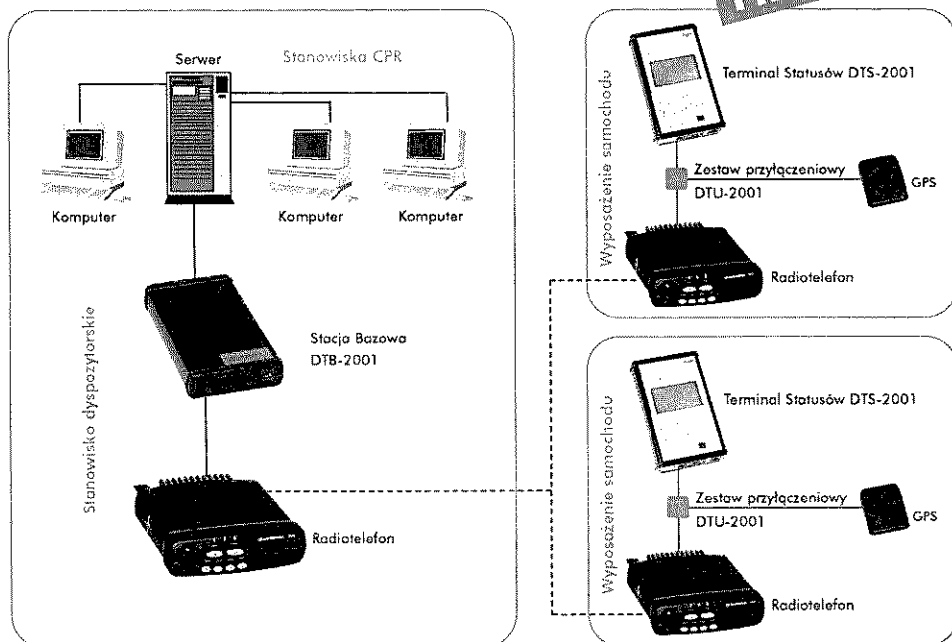 Serwer
Stanowiska CPR
Komputer
Komputer
Komputer
Stanowisko dyspozytorskie
Stacja Bazowa
DTB-2001
Radiotelefon
Wyposażenie samochodu
Terminal Statusów DTS-2001
Zestaw przyłączeniowy
DTU-2001
GPS
Radiotelefon
Wyposażenie samochodu
Terminal Statusów DTS-2001
Zestaw przyłączeniowy
DTU-2001
GPS
Radiotelefon